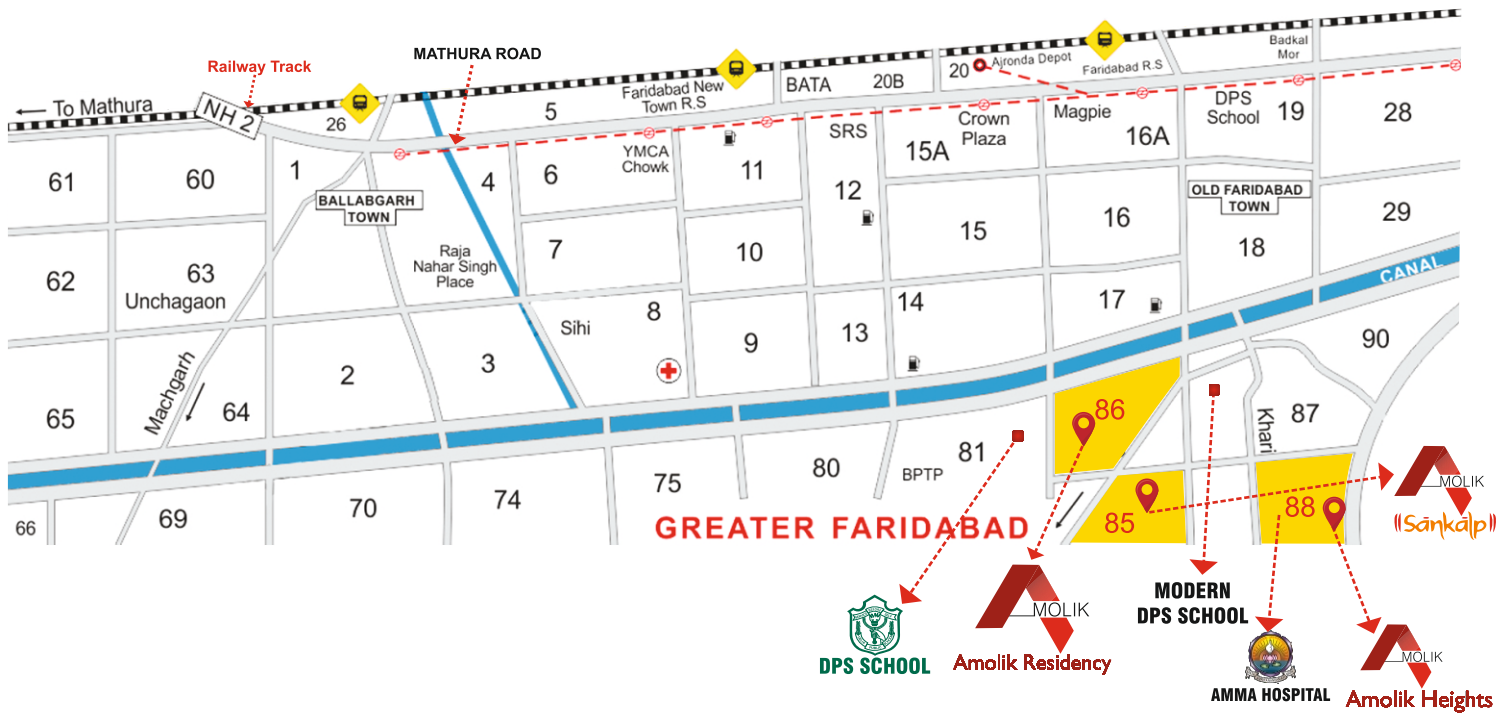 Railway Track
MATHURA ROAD
To Mathura
NH 2
26
5
Faridabad New
Town R.S
BATA
20B
20
Ajronda Depot
Faridabad R.S
Badkal
Mor
61
60
1
BALLABGARH
TOWN
4
6
YMCA
Chowk
11
SRS
12
15A
Crown
Plaza
Magpie
16A
DPS
School
19
28
OLD FARIDABAD
TOWN
62
63
Unchagaon
Raja
Nahar Singh
Place
7
10
15
16
18
29
CANAL
Sihi
8
9
13
14
17
90
65
Machgarh
64
2
3
86
Khari
87
66
69
70
74
75
80
BPTP
81
85
88
GREATER FARIDABAD
AMOLIK
Sānkālp
DPS SCHOOL
AMOLIK
Amolik Residency
MODERN
DPS SCHOOL
AMMA HOSPITAL
AMOLIK
Amolik Heights